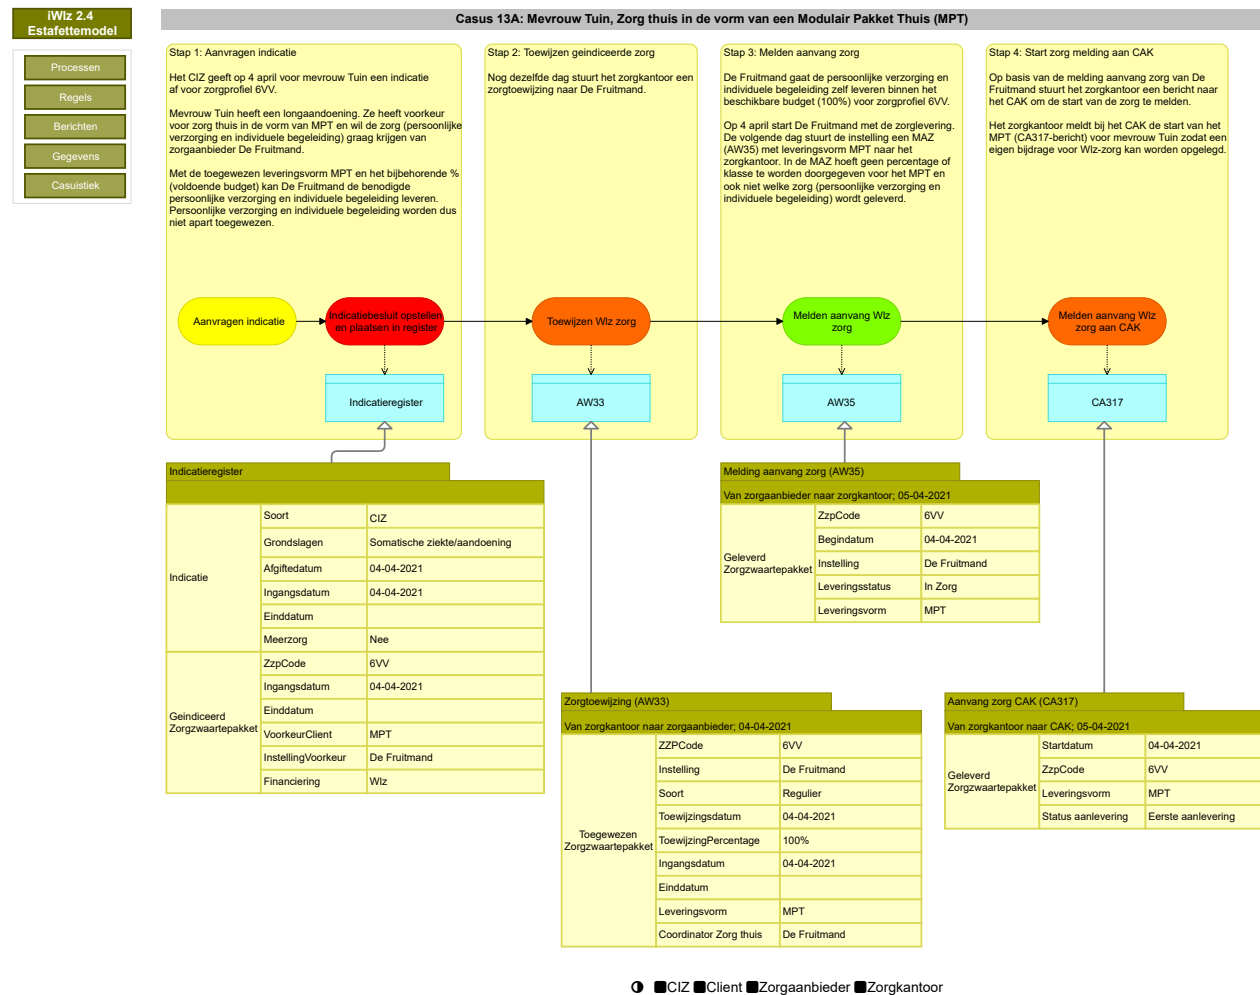 iWlz 2.4
Estafettemodel
Processen
Regels
Berichten
Gegevens
Casuistiek
Casus 13A: Mevrouw Tuin, Zorg thuis in de vorm van een Modulair Pakket Thuis (MPT)
Stap 1: Aanvragen indicatie
Het CIZ geeft op 4 april voor mevrouw Tuin een indicatie
af voor zorgprofiel 6VV.
Mevrouw Tuin heeft een longaandoening. Ze heeft voorkeur
voor zorg thuis in de vorm van MPT en wil de zorg (persoonlijke
verzorging en individuele begeleiding) graag krijgen van
zorgaanbieder De Fruitmand.
Met de toegewezen leveringsvorm MPT en het bijbehorende %
(voldoende budget) kan De Fruitmand de benodigde
persoonlijke verzorging en individuele begeleiding leveren.
Persoonlijke verzorging en individuele begeleiding worden dus
niet apart toegewezen.
Stap 2: Toewijzen geindiceerde zorg
Nog dezelfde dag stuurt het zorgkantoor een
zorgtoewijzing naar De Fruitmand.
Stap 3: Melden aanvang zorg
De Fruitmand gaat de persoonlijke verzorging en
individuele begeleiding zelf leveren binnen het
beschikbare budget (100%) voor zorgprofiel 6VV.
Op 4 april start De Fruitmand met de zorglevering.
De volgende dag stuurt de instelling een MAZ
(AW35) met leveringsvorm MPT naar het
zorgkantoor. In de MAZ hoeft geen percentage of
klasse te worden doorgegeven voor het MPT en
ook niet welke zorg (persoonlijke verzorging en
individuele begeleiding) wordt geleverd.
Stap 4: Start zorg melding aan CAK
Op basis van de melding aanvang zorg van De
Fruitmand stuurt het zorgkantoor een bericht naar
het CAK om de start van de zorg te melden.
Het zorgkantoor meldt bij het CAK de start van het
MPT (CA317-bericht) voor mevrouw Tuin zodat een
eigen bijdrage voor Wlz-zorg kan worden opgelegd.
Aanvragen indicatie
Indicatiebesluit opstellen
en plaatsen in register
Toewijzen Wlz zorg
Melden aanvang Wlz
zorg
Melden aanvang Wlz
zorg aan CAK
Indicatieregister
AW33
AW35
CA317
Indicatieregister
Indicatie
Soort CIZ
Grondslagen Somatische ziekte/aandoening
Afgiftedatum 04-04-2021
Ingangsdatum 04-04-2021
Einddatum
Meerzorg Nee
Geindiceerd
Zorgzwaartepakket
ZzpCode 6VV
Ingangsdatum 04-04-2021
Einddatum
VoorkeurClient MPT
InstellingVoorkeur De Fruitmand
Financiering Wlz
Melding aanvang zorg (AW35)
Van zorgaanbieder naar zorgkantoor; 05-04-2021
Geleverd
Zorgzwaartepakket
ZzpCode 6VV
Begindatum 04-04-2021
Instelling De Fruitmand
Leveringsstatus In Zorg
Leveringsvorm MPT
Zorgtoewijzing (AW33)
Van zorgkantoor naar zorgaanbieder; 04-04-2021
Toegewezen
Zorgzwaartepakket
ZZPCode 6VV
Instelling De Fruitmand
Soort Regulier
Toewijzingsdatum 04-04-2021
ToewijzingPercentage 100%
Ingangsdatum 04-04-2021
Einddatum
Leveringsvorm MPT
Coordinator Zorg thuis De Fruitmand
Aanvang zorg CAK (CA317)
Van zorgkantoor naar CAK; 05-04-2021
Geleverd
Zorgzwaartepakket
Startdatum 04-04-2021
ZzpCode 6VV
Leveringsvorm MPT
Status aanlevering Eerste aanlevering
CIZ Client Zorgaanbieder Zorgkantoor